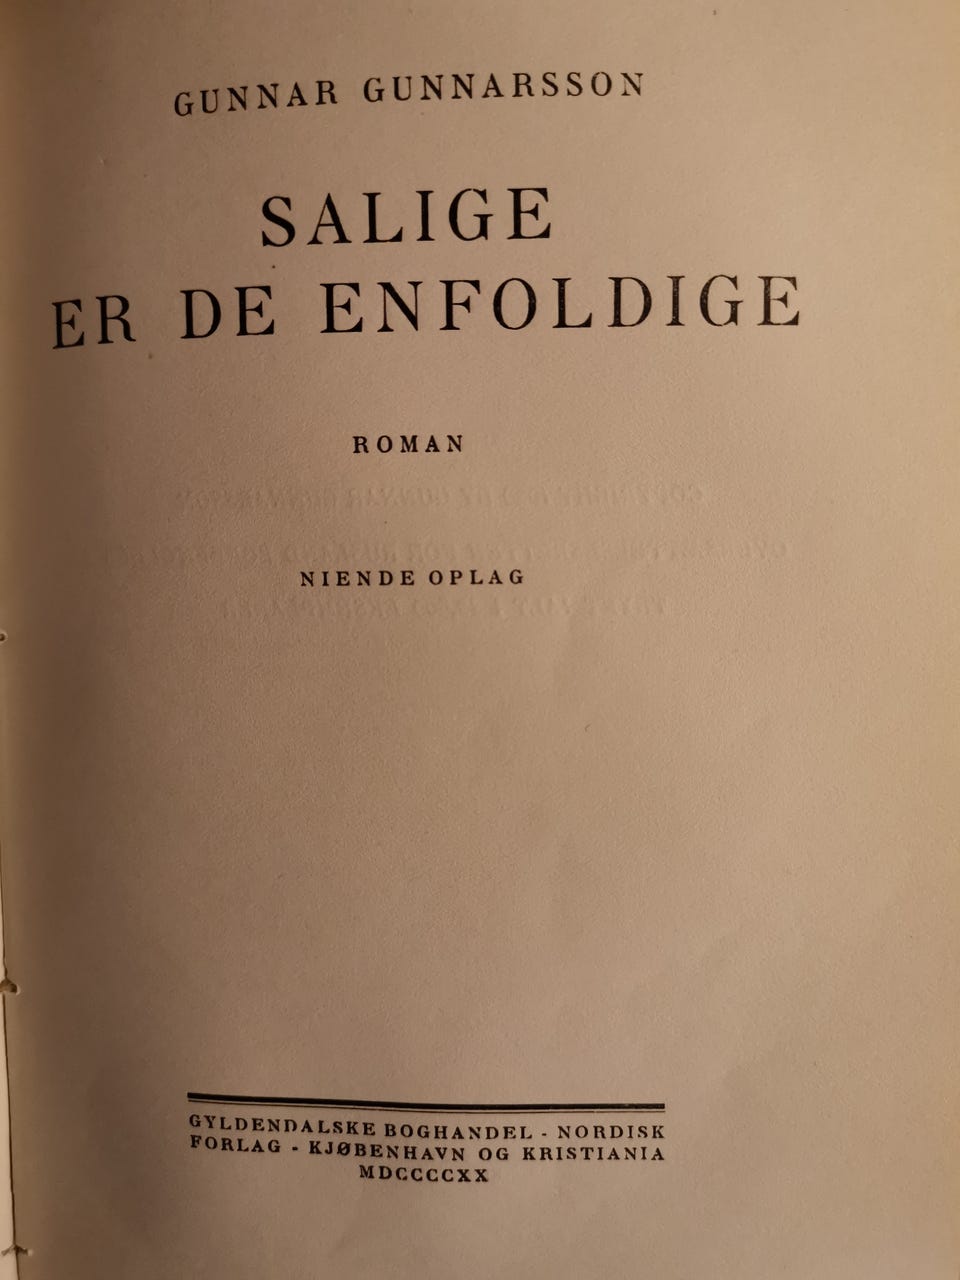 GUNNAR GUNNARSSON
SALIGE
ER DE ENFOLDIGE
ROMAN
NIENDE OPLAG
GYLDENDALSKE BOGHANDEL - NORDISK
FORLAG - KJØBENHAVN OG KRISTIANIA
MDCCCCXX